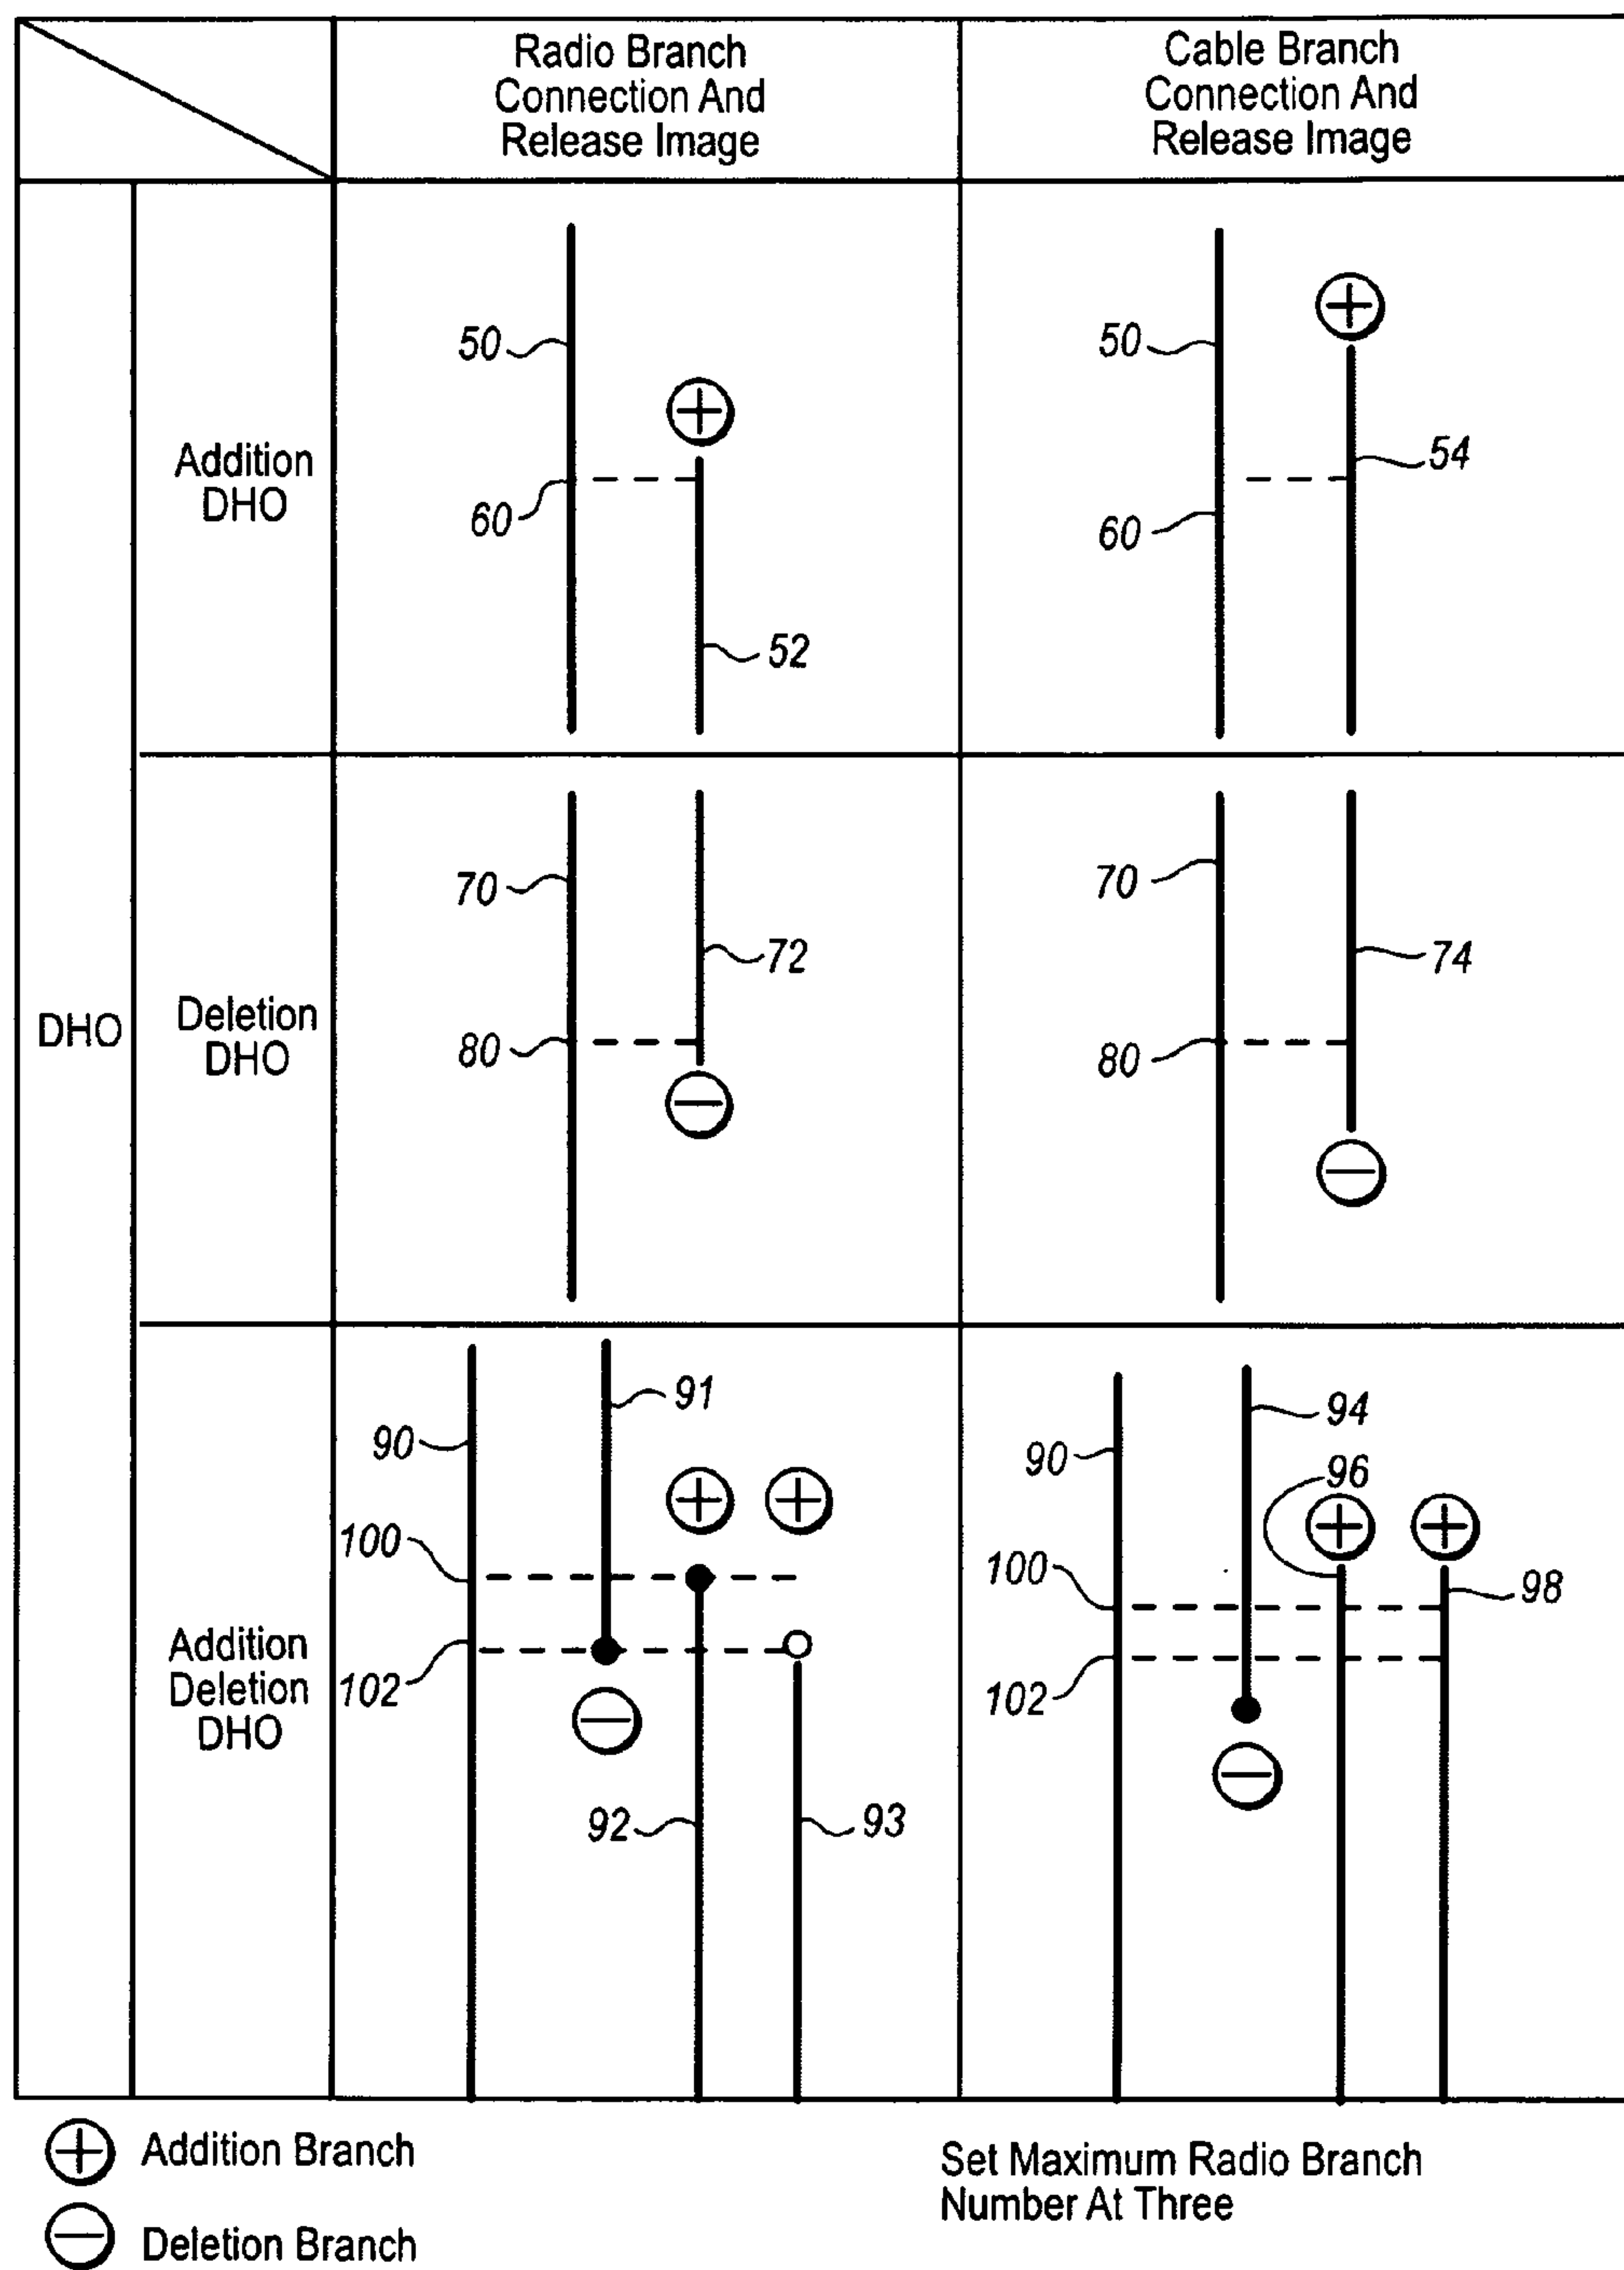 Radio Branch
Connection And
Release Image
Cable Branch
Connection And
Release Image
DHO
Addition
DHO
50
60
52
50
60
54
Deletion
DHO
70
72
80
70
74
80
Addition
Deletion
DHO
90
91
100
102
92
93
90
94
96
100
98
102
Addition Branch
Deletion Branch
Set Maximum Radio Branch
Number At Three